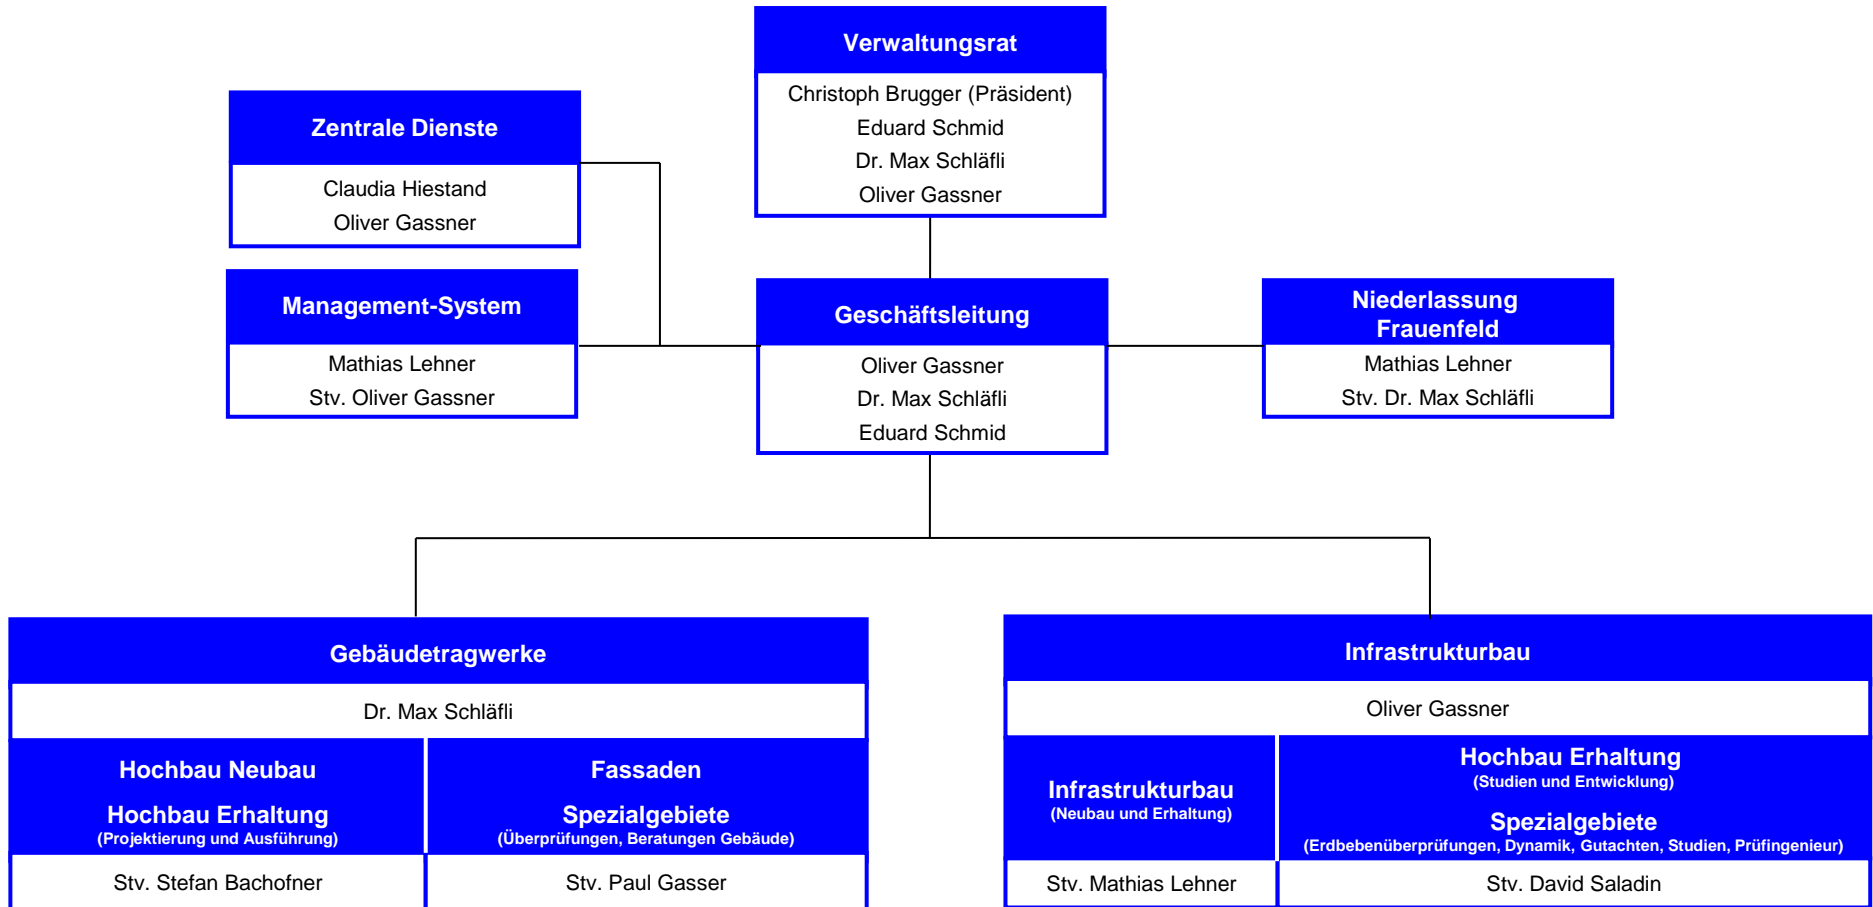 Verwaltungsrat
Christoph Brugger (Präsident)
Eduard Schmid
Dr. Max Schläfli
Oliver Gassner
Zentrale Dienste
Claudia Hiestand
Oliver Gassner
Management-System
Mathias Lehner
Stv. Oliver Gassner
Geschäftsleitung
Oliver Gassner
Dr. Max Schläfli
Eduard Schmid
Niederlassung
Frauenfeld
Mathias Lehner
Stv. Dr. Max Schläfli
Gebäudetragwerke
Dr. Max Schläfli
Hochbau Neubau
Hochbau Erhaltung
(Projektierung und Ausführung)
Stv. Stefan Bachofner
Fassaden
Spezialgebiete
(Überprüfungen, Beratungen Gebäude)
Stv. Paul Gasser
Infrastrukturbau
Oliver Gassner
Infrastrukturbau
(Neubau und Erhaltung)
Stv. Mathias Lehner
Hochbau Erhaltung
(Studien und Entwicklung)
Spezialgebiete
(Erdbebenüberprüfungen, Dynamik, Gutachten, Studien, Prüfingenieur)
Stv. David Saladin